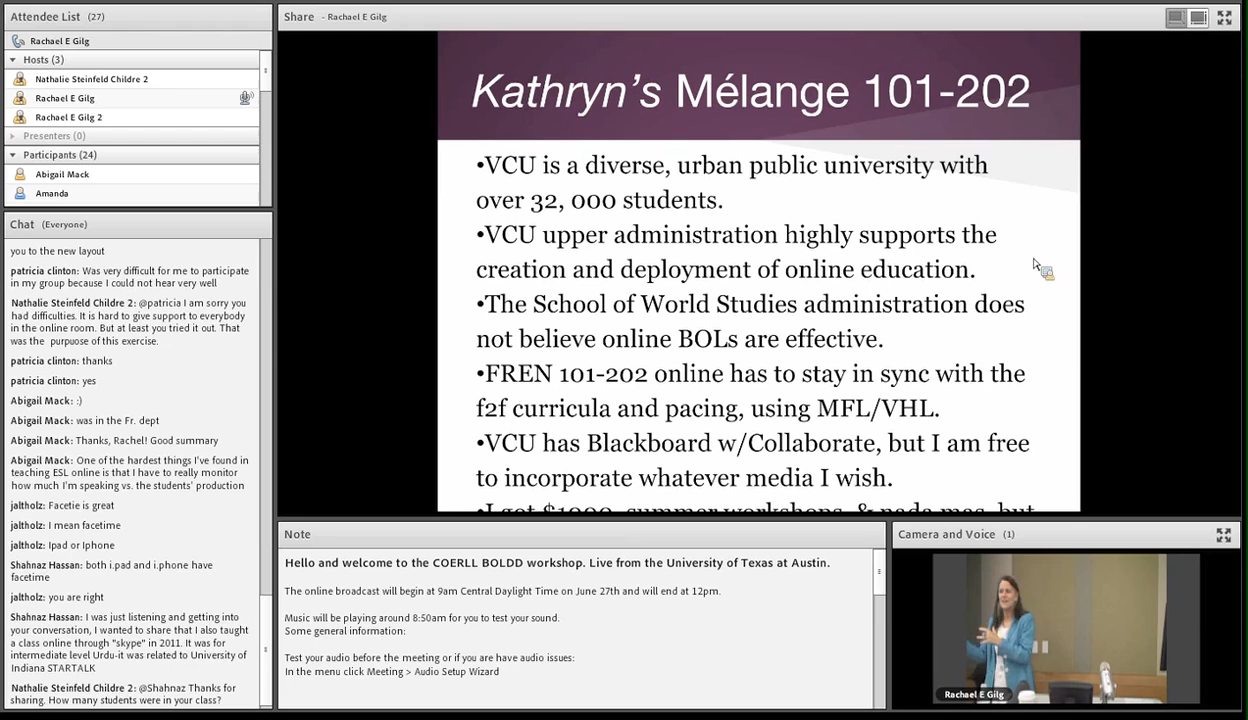 Attendee List (27)
Rachael E Gilg
Hosts (3)
Nathalie Steinfeld Childre 2
Rachael E Gilg
Rachael E Gilg 2
Presenters (0)
Participants (24)
Abigail Mack
Amanda
Chat (Everyone)
you to the new layout
patricia clinton: Was very difficult for me to participate
in my group because I could not hear very well
Nathalie Steinfeld Childre 2: @patricia I am sorry you
had difficulties. It is hard to give support to everybody
in the online room. But at least you tried it out. That
was the purpuose of this exercise.
patricia clinton: thanks
patricia clinton: yes
Abigail Mack: :)
Abigail Mack: was in the Fr. dept
Abigail Mack: Thanks, Rachel! Good summary
Abigail Mack: One of the hardest things I've found in
teaching ESL online is that I have to really monitor
how much I'm speaking vs. the students' production
jaltholz: Facetie is great
jaltholz: I mean facetime
jaltholz: Ipad or Iphone
Shahnaz Hassan: both i.pad and i.phone have
facetime
jaltholz: you are right
Shahnaz Hassan: I was just listening and getting into
your conversation, I wanted to share that I also taught
a class online through "skype" in 2011. It was for
intermediate level Urdu-it was related to University of
Indiana STARTALK
Nathalie Steinfeld Childre 2: @Shahnaz Thanks for
sharing. How many students were in your class?
Share - Rachael E Gilg
Kathryn's Mélange 101-202
•VCU is a diverse, urban public university with
over 32, 000 students.
•VCU upper administration highly supports the
creation and deployment of online education.
•The School of World Studies administration does
not believe online BOLs are effective.
•FREN 101-202 online has to stay in sync with the
f2f curricula and pacing, using MFL/VHL.
•VCU has Blackboard w/Collaborate, but I am free
to incorporate whatever media I wish.
•I get $1000, summer workshops, & nada mas, but
Note
Hello and welcome to the COERLL BOLDD workshop. Live from the University of Texas at Austin.
The online broadcast will begin at 9am Central Daylight Time on June 27th and will end at 12pm.
Music will be playing around 8:50am for you to test your sound.
Some general information:
Test your audio before the meeting or if you are have audio issues:
In the menu click Meeting > Audio Setup Wizard
Camera and Voice (1)
Rachael E Gilg